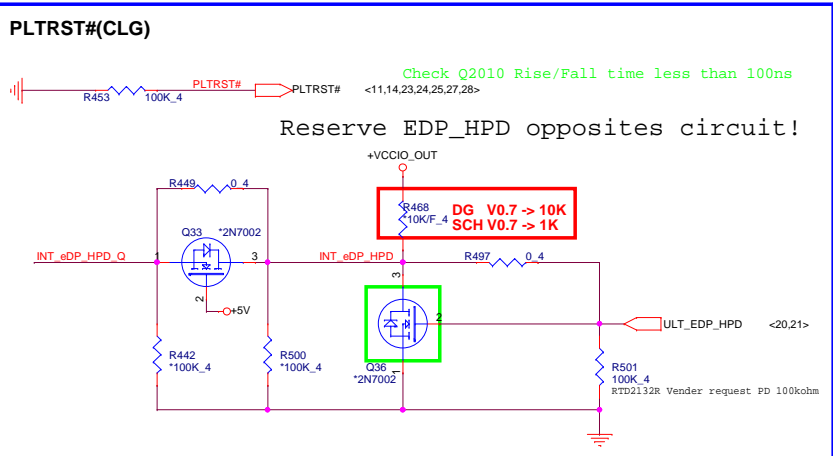 PLTRST#(CLG)
Check Q2010 Rise/Fall time less than 100ns
PLTRST#
PLTRST#
<11,14,23,24,25,27,28>
R453
100K_4
Reserve EDP_HPD opposites circuit!
+VCCIO_OUT
R449
0_4
R468
*10K/F_4
DG V0.7 -> 10K
SCH V0.7 -> 1K
Q33
*2N7002
INT_eDP_HPD_Q
1
3
INT_eDP_HPD
R497
0_4
2
+5V
3
2
ULT_EDP_HPD
<20,21>
R442
*100K_4
R500
*100K_4
Q36
*2N7002
1
R501
100K_4
RTD2132R Vender request PD 100kohm